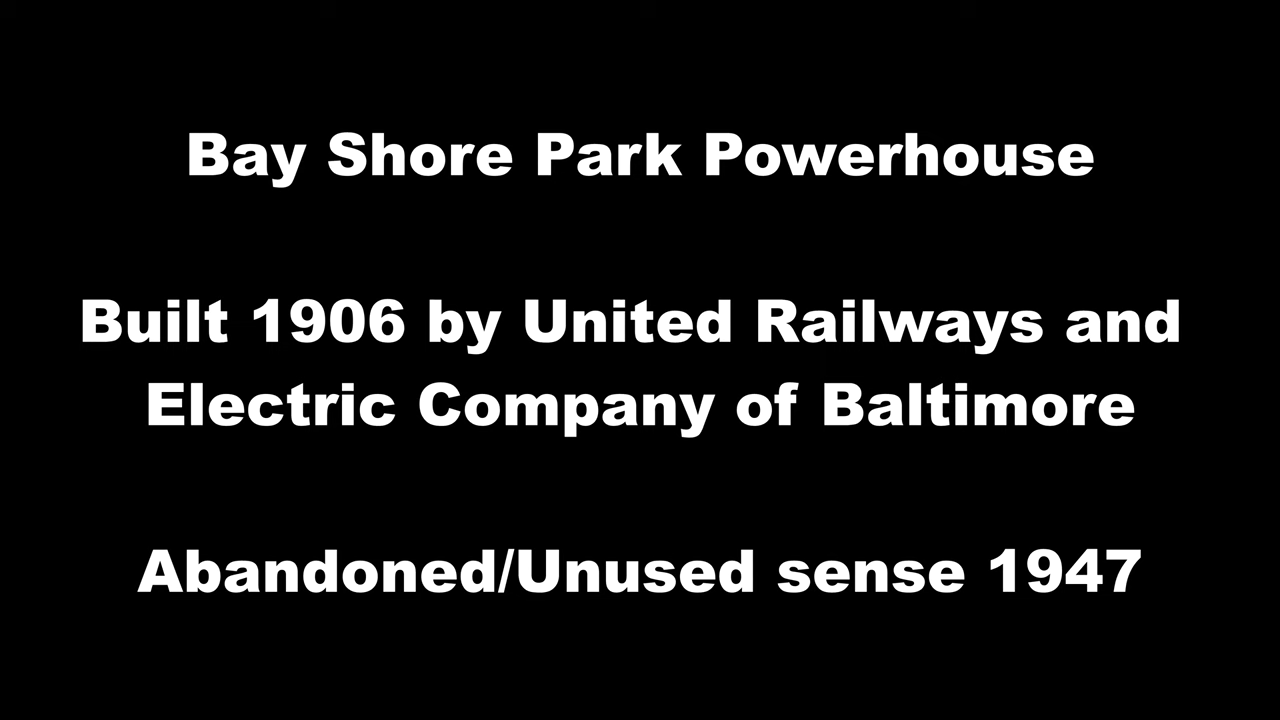 Bay Shore Park Powerhouse
Built 1906 by United Railways and
Electric Company of Baltimore
Abandoned/Unused sense 1947